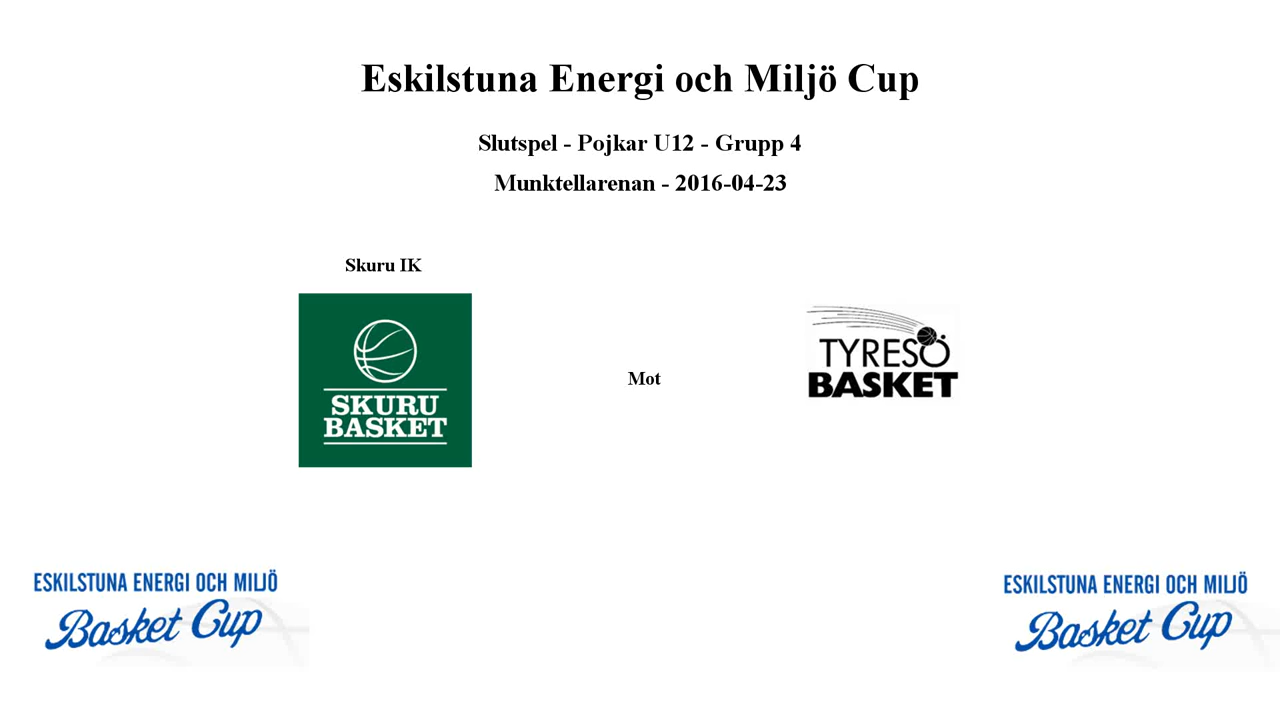 Eskilstuna Energi och Miljö Cup
Slutspel - Pojkar U12 - Grupp 4
Munktellarenan - 2016-04-23
Skuru IK
SKURU
BASKET
Mot
TYRESÖ
BASKET
ESKILSTUNA ENERGI OCH MILJÖ
Basket Cup
ESKILSTUNA ENERGI OCH MILJÖ
Basket Cup